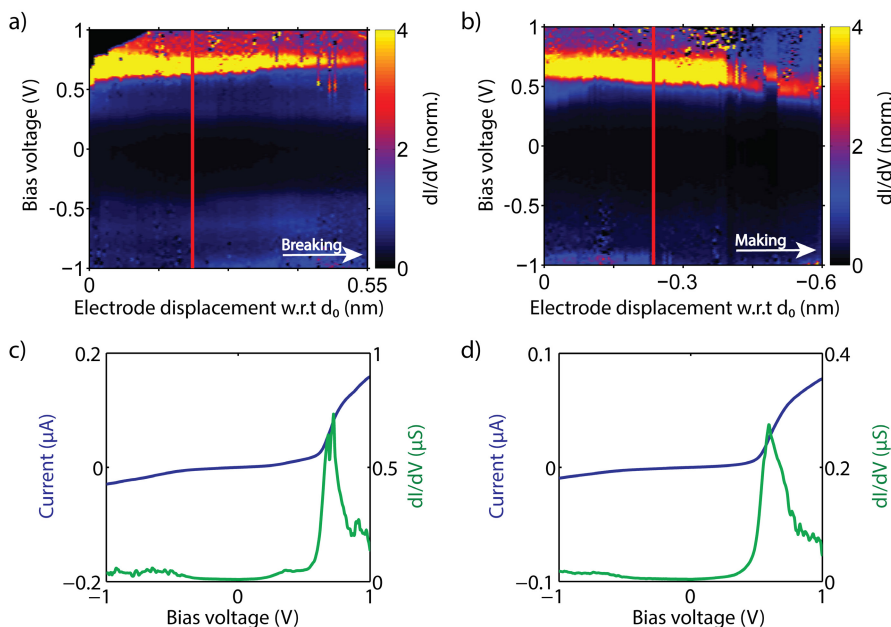 a)
1
0.5
0
−0.5
−1
Bias voltage (V)
Breaking
0
0.55
Electrode displacement w.r.t d₀ (nm)
4
2
0
dI/dV (norm.)
b)
1
0.5
0
-0.5
−1
Bias voltage (V)
Making
0
−0.3
−0.6
Electrode displacement w.r.t d₀ (nm)
4
2
0
dI/dV (norm.)
c)
0.2
0
−0.2
Current (μA)
1
0.5
0
dI/dV (μS)
−1
0
1
Bias voltage (V)
d)
0.1
0
−0.1
Current (μA)
0.4
0.2
0
dI/dV (μS)
−1
0
1
Bias voltage (V)